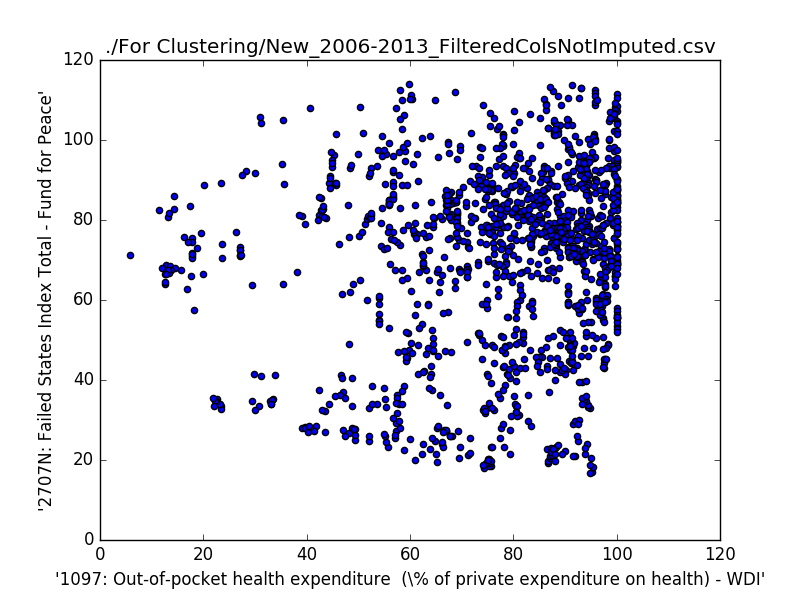 ./For Clustering/New_2006-2013_FilteredColsNotImputed.csv
120
100
80
60
40
20
0
'2707N: Failed States Index Total - Fund for Peace'
0 20 40 60 80 100 120
'1097: Out-of-pocket health expenditure  (\% of private expenditure on health) - WDI'